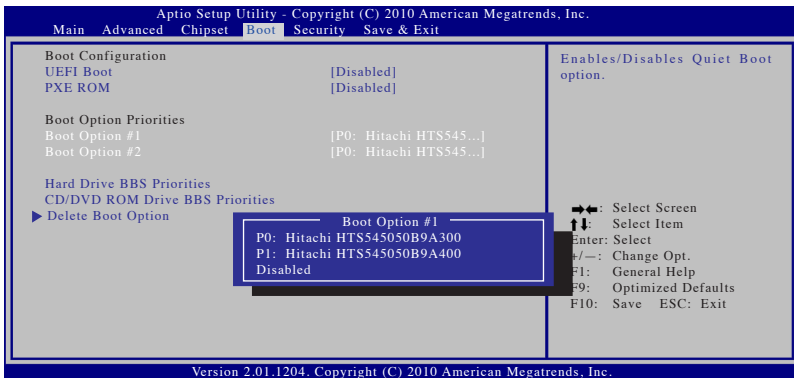 Aptio Setup Utility - Copyright (C) 2010 American Megatrends, Inc.
Main Advanced Chipset Boot Security Save & Exit
Boot Configuration
UEFI Boot [Disabled]
PXE ROM [Disabled]
Boot Option Priorities
Boot Option #1 [P0: Hitachi HTS545...]
Boot Option #2 [P0: Hitachi HTS545...]
Hard Drive BBS Priorities
CD/DVD ROM Drive BBS Priorities
Delete Boot Option
Boot Option #1
P0: Hitachi HTS545050B9A300
P1: Hitachi HTS545050B9A400
Disabled
Enables/Disables Quiet Boot
option.
→←: Select Screen
↑↓: Select Item
Enter: Select
+/—: Change Opt.
F1: General Help
F9: Optimized Defaults
F10: Save ESC: Exit
Version 2.01.1204. Copyright (C) 2010 American Megatrends, Inc.